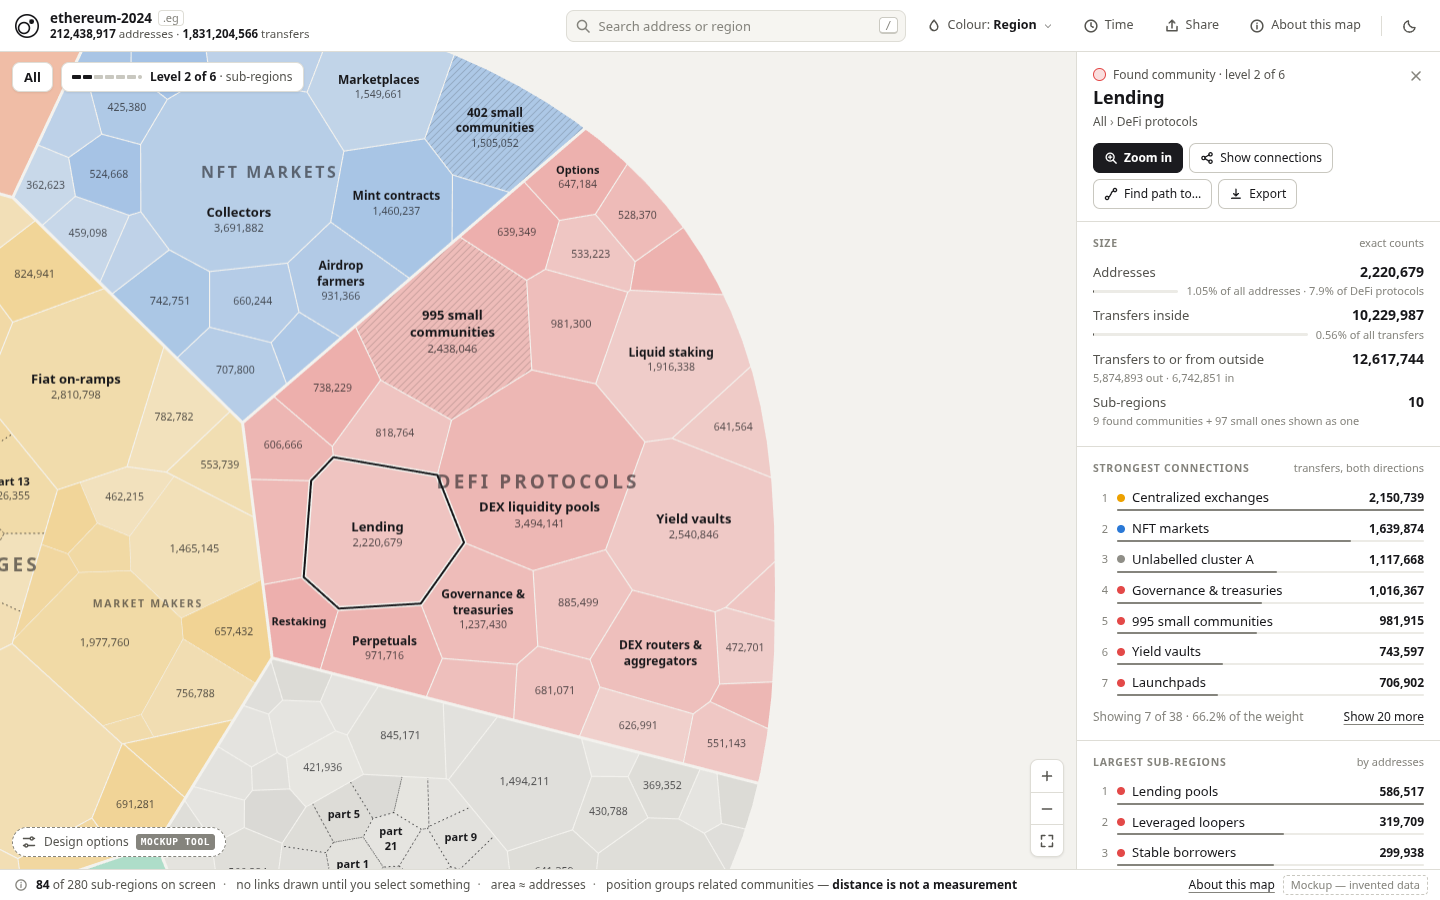 ethereum-2024 .eg
212,438,917 addresses · 1,831,204,566 transfers
Search address or region /
Colour: Region
Time
Share
About this map
All
Level 2 of 6 · sub-regions
Marketplaces
1,549,661
425,380
402 small
communities
1,505,052
NFT MARKETS
524,668
362,623
Mint contracts
1,460,237
Collectors
3,691,882
459,098
Options
647,184
528,370
639,349
533,223
824,941
Airdrop
farmers
931,366
742,751
660,244
995 small
communities
2,438,046
981,300
Liquid staking
1,916,338
707,800
Fiat on-ramps
2,810,798
738,229
782,782
818,764
641,564
606,666
553,739
art 13
26,355
462,215
DEFI PROTOCOLS
DEX liquidity pools
3,494,141
Yield vaults
2,540,846
Lending
2,220,679
1,465,145
GES
MARKET MAKERS
Governance &
treasuries
1,237,430
885,499
657,432
Restaking
1,977,760
Perpetuals
971,716
DEX routers &
aggregators
472,701
756,788
681,071
626,991
551,143
845,171
421,936
1,494,211
369,352
430,788
691,281
part 5
part
21
part 9
part 1
Design options MOCKUP TOOL
Found community · level 2 of 6
Lending
All › DeFi protocols
Zoom in
Show connections
Find path to...
Export
SIZE exact counts
Addresses 2,220,679
1.05% of all addresses · 7.9% of DeFi protocols
Transfers inside 10,229,987
0.56% of all transfers
Transfers to or from outside 12,617,744
5,874,893 out · 6,742,851 in
Sub-regions 10
9 found communities + 97 small ones shown as one
STRONGEST CONNECTIONS transfers, both directions
1 Centralized exchanges 2,150,739
2 NFT markets 1,639,874
3 Unlabelled cluster A 1,117,668
4 Governance & treasuries 1,016,367
5 995 small communities 981,915
6 Yield vaults 743,597
7 Launchpads 706,902
Showing 7 of 38 · 66.2% of the weight Show 20 more
LARGEST SUB-REGIONS by addresses
1 Lending pools 586,517
2 Leveraged loopers 319,709
3 Stable borrowers 299,938
84 of 280 sub-regions on screen · no links drawn until you select something · area ≈ addresses · position groups related communities — distance is not a measurement
About this map
Mockup — invented data